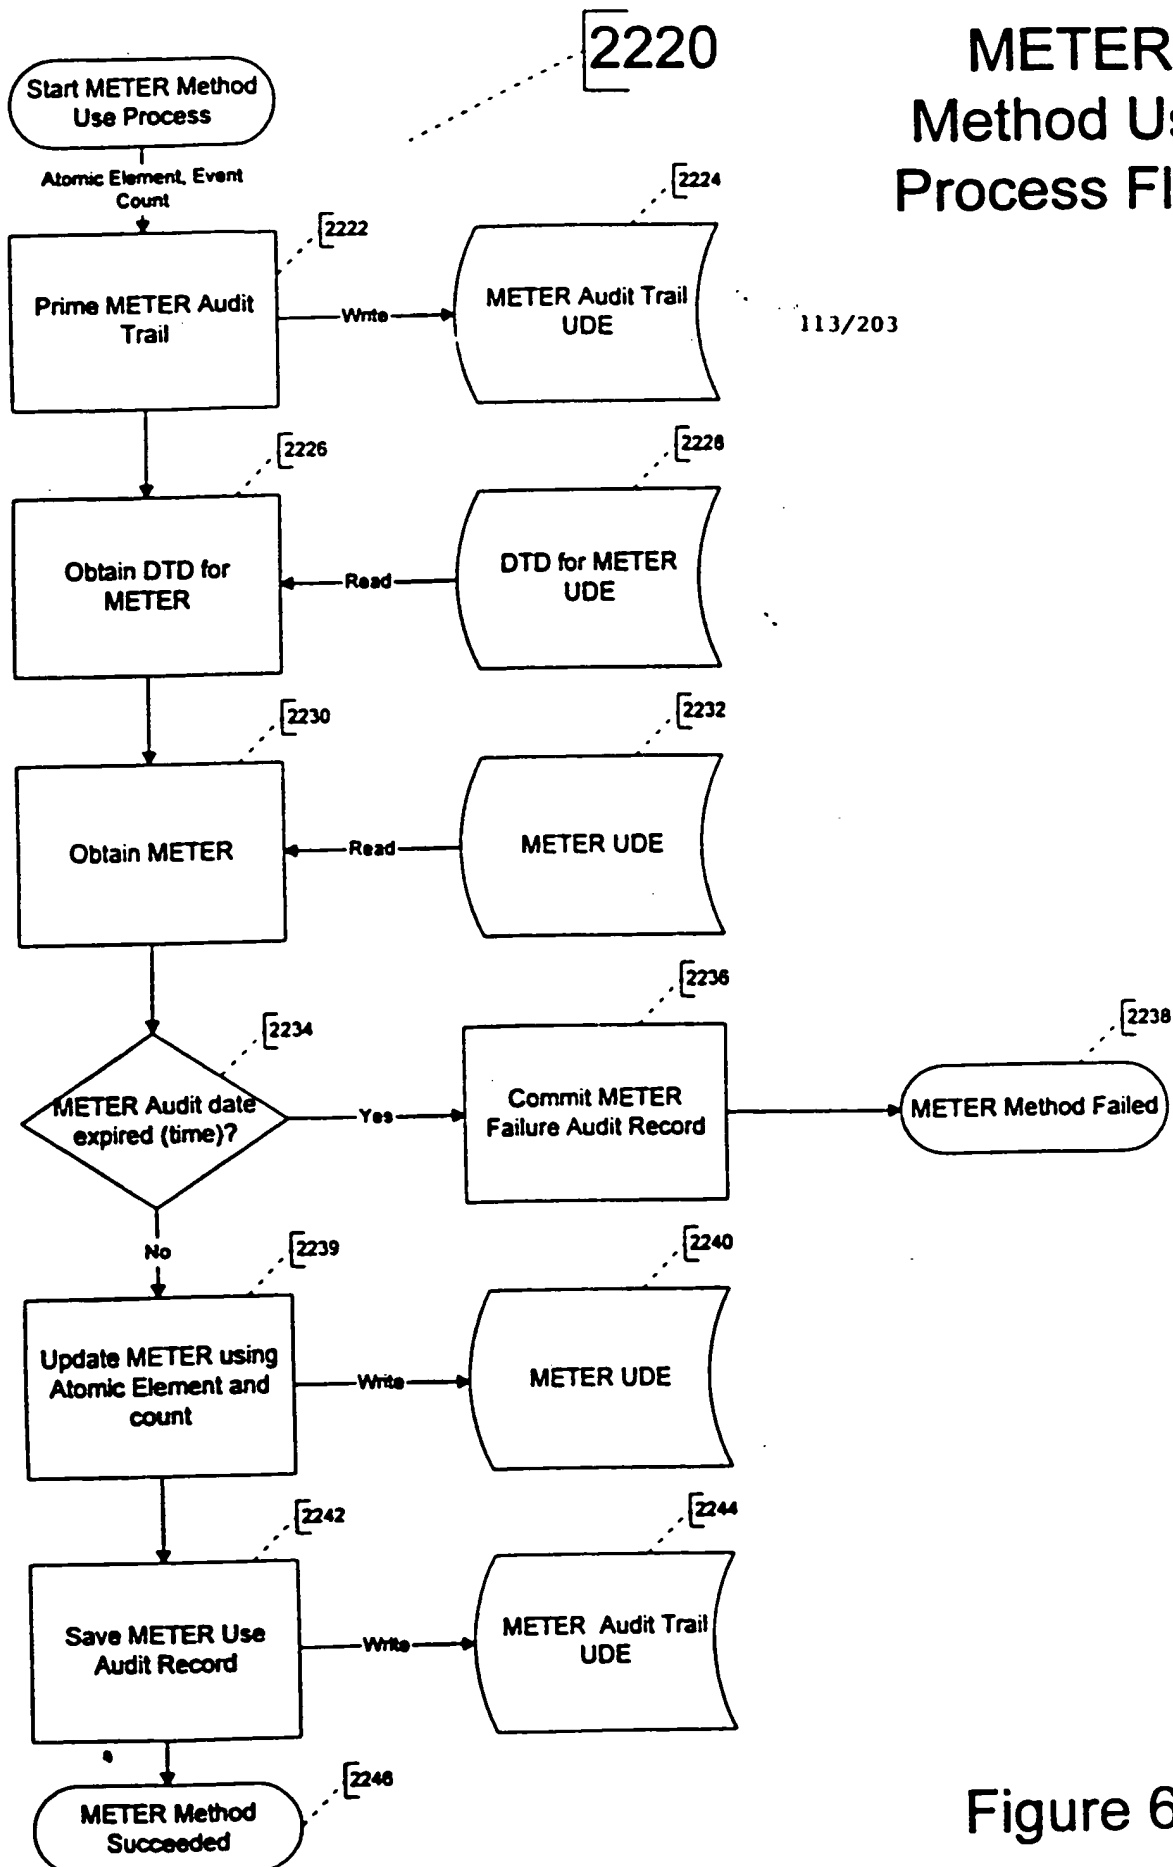 2220
METER
Method Us
Process Fl
Start METER Method
Use Process
Atomic Element, Event
Count
2222
Prime METER Audit
Trail
Write
2224
METER Audit Trail
UDE
113/203
2226
Obtain DTD for
METER
Read
2228
DTD for METER
UDE
2230
Obtain METER
Read
2232
METER UDE
2234
METER Audit date
expired (time)?
Yes
2236
Commit METER
Failure Audit Record
2238
METER Method Failed
No
2239
Update METER using
Atomic Element and
count
Write
2240
METER UDE
2242
Save METER Use
Audit Record
Write
2244
METER Audit Trail
UDE
2246
METER Method
Succeeded
Figure 6